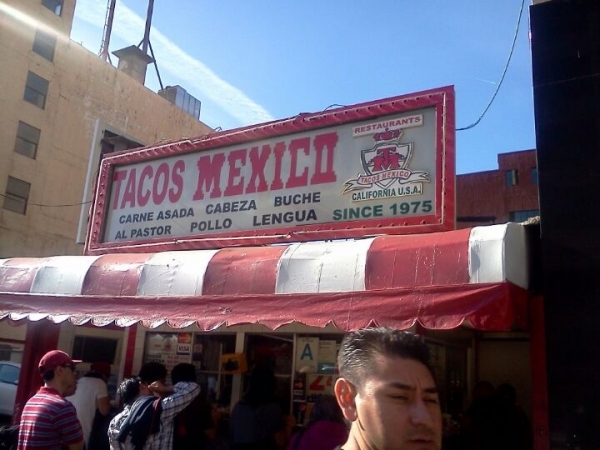 TACOS MEXICO
CARNE ASADA CABEZA BUCHE
AL PASTOR POLLO LENGUA
RESTAURANTS
TACOS MEXICO
CALIFORNIA U.S.A.
SINCE 1975
A